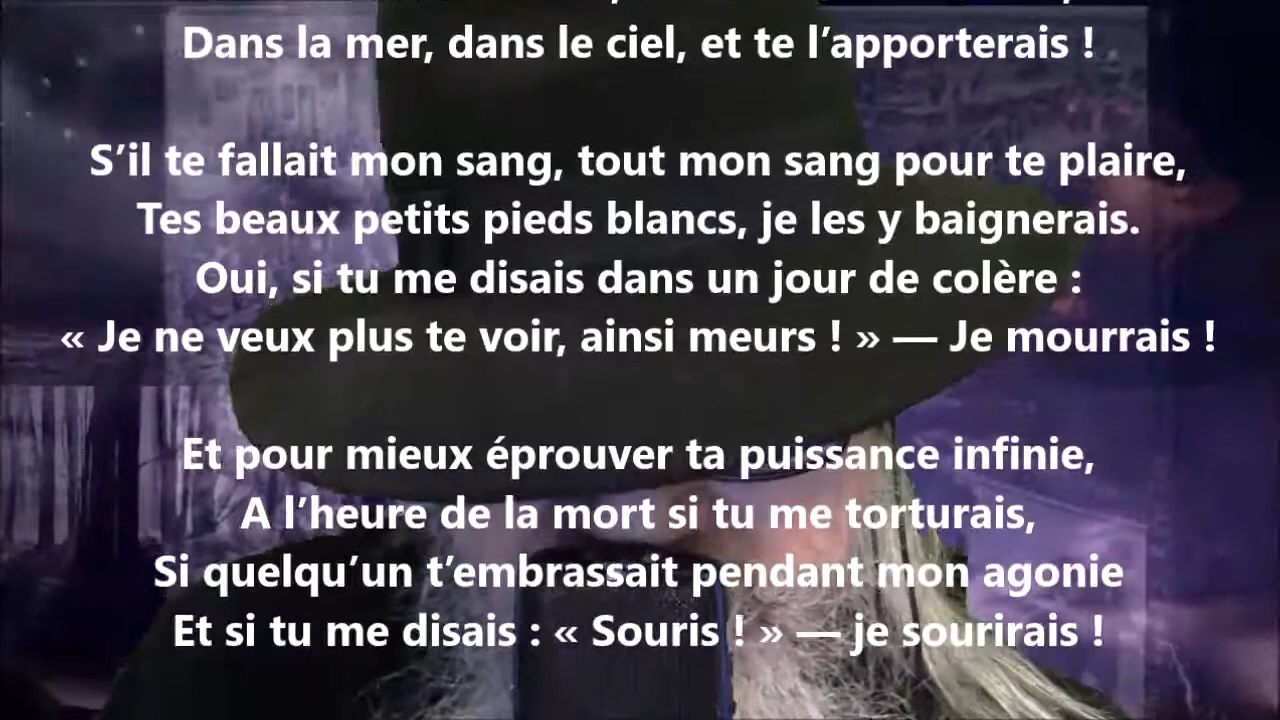 Dans la mer, dans le ciel, et te l’apporterais !
S’il te fallait mon sang, tout mon sang pour te plaire,
Tes beaux petits pieds blancs, je les y baignerais.
Oui, si tu me disais dans un jour de colère :
« Je ne veux plus te voir, ainsi meurs ! » — Je mourrais !
Et pour mieux éprouver ta puissance infinie,
A l’heure de la mort si tu me torturais,
Si quelqu’un t’embrassait pendant mon agonie
Et si tu me disais : « Souris ! » — je sourirais !